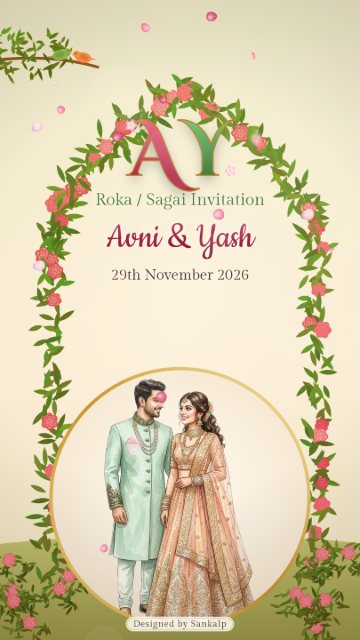 AY
Roka / Sagai Invitation
Avni & Yash
29th November 2026
Designed by Sankalp